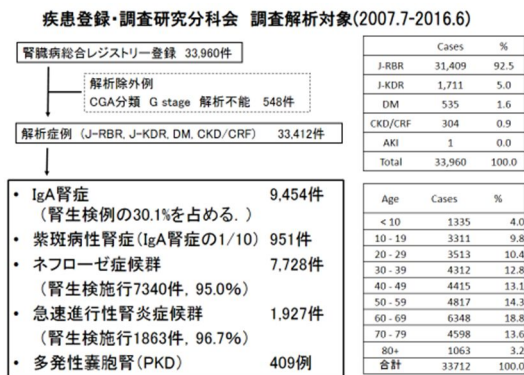 疾患登録・調査研究分科会 調査解析対象(2007.7-2016.6)
腎臓病総合レジストリー登録 33,960件
解析除外例
CGA分類 G stage 解析不能 548件
解析症例 (J-RBR, J-KDR, DM, CKD/CRF) 33,412件
• IgA腎症 9,454件
(腎生検例の30.1%を占める. )
• 紫斑病性腎症(IgA腎症の1/10) 951件
• ネフローゼ症候群 7,728件
(腎生検施行7340件, 95.0%)
• 急速進行性腎炎症候群 1,927件
(腎生検施行1863件, 96.7%)
• 多発性嚢胞腎(PKD) 409例
Cases %
J-RBR 31,409 92.5
J-KDR 1,711 5.0
DM 535 1.6
CKD/CRF 304 0.9
AKI 1 0.0
Total 33,960 100.0
Age Cases %
< 10 1335 4.0
10 - 19 3311 9.8
20 - 29 3513 10.4
30 - 39 4312 12.8
40 - 49 4415 13.1
50 - 59 4817 14.3
60 - 69 6348 18.8
70 - 79 4598 13.6
80+ 1063 3.2
合計 33712 100.0